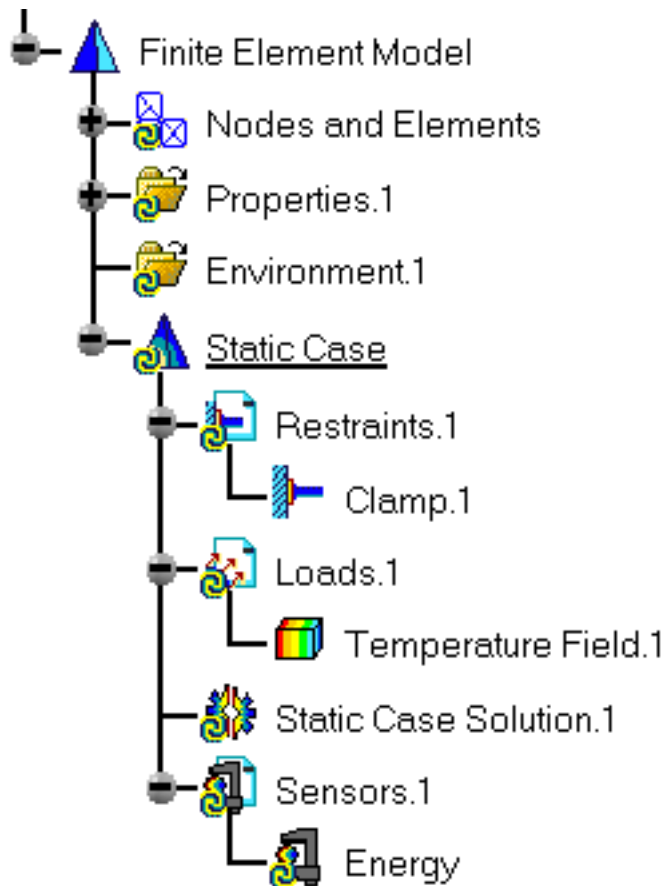 Finite Element Model
Nodes and Elements
Properties.1
Environment.1
Static Case
Restraints.1
Clamp.1
Loads.1
Temperature Field.1
Static Case Solution.1
Sensors.1
Energy